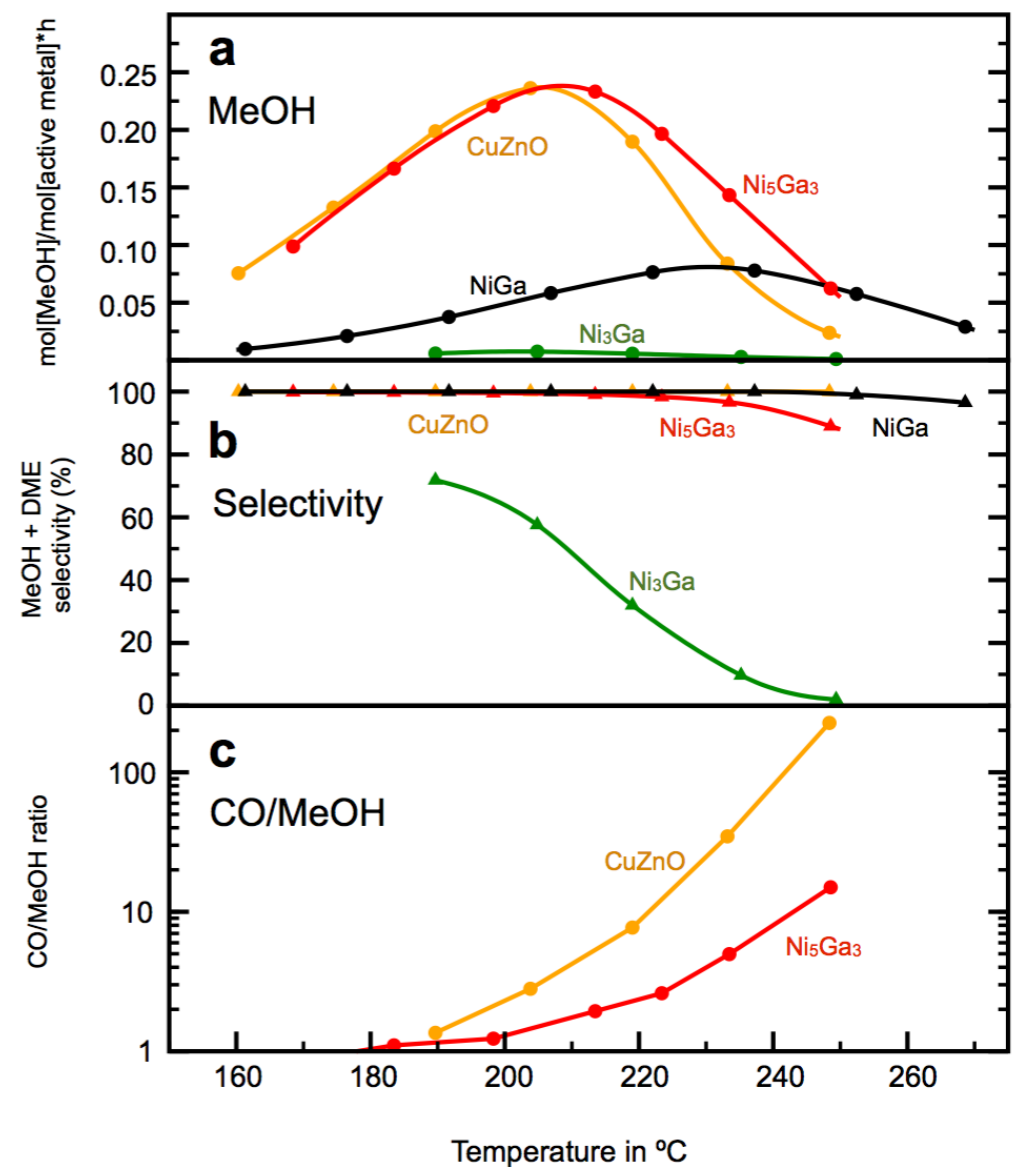 a
MeOH
mol[MeOH]/mol[active metal]*h
0.25
0.20
0.15
0.10
0.05
CuZnO
Ni₅Ga₃
NiGa
Ni₃Ga
b
Selectivity
MeOH + DME
selectivity (%)
100
80
60
40
20
0
CuZnO
Ni₅Ga₃
NiGa
Ni₃Ga
c
CO/MeOH
CO/MeOH ratio
100
10
1
CuZnO
Ni₅Ga₃
160 180 200 220 240 260
Temperature in ºC